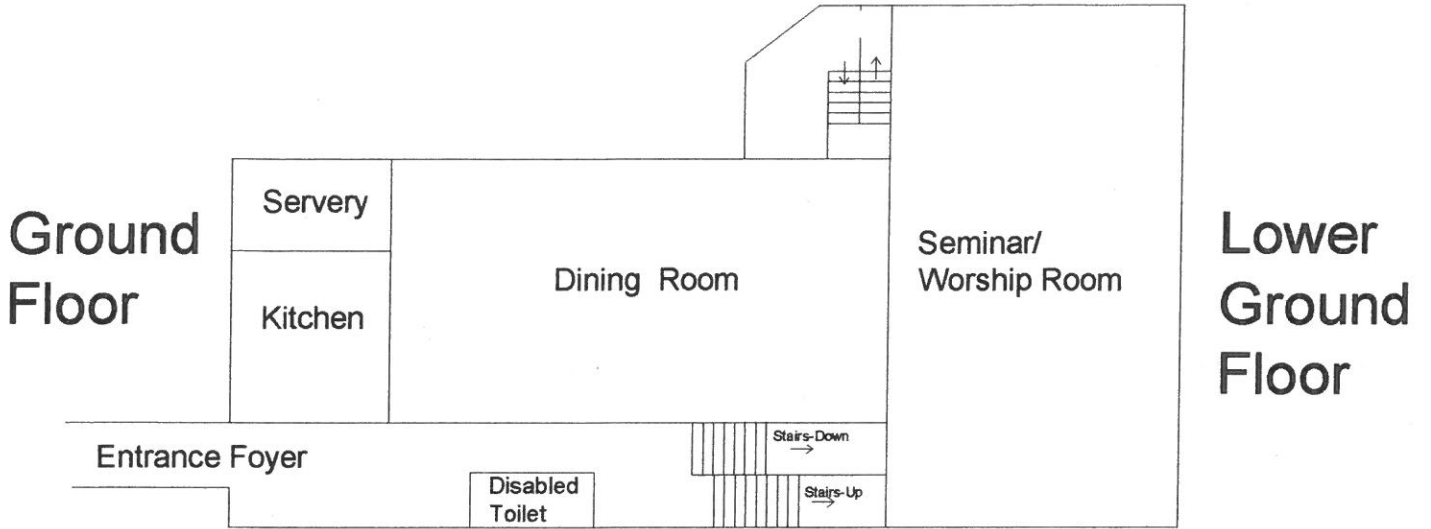 Ground
Floor
Servery
Kitchen
Dining Room
Seminar/
Worship Room
Lower
Ground
Floor
Entrance Foyer
Disabled
Toilet
Stairs-Down
Stairs-Up